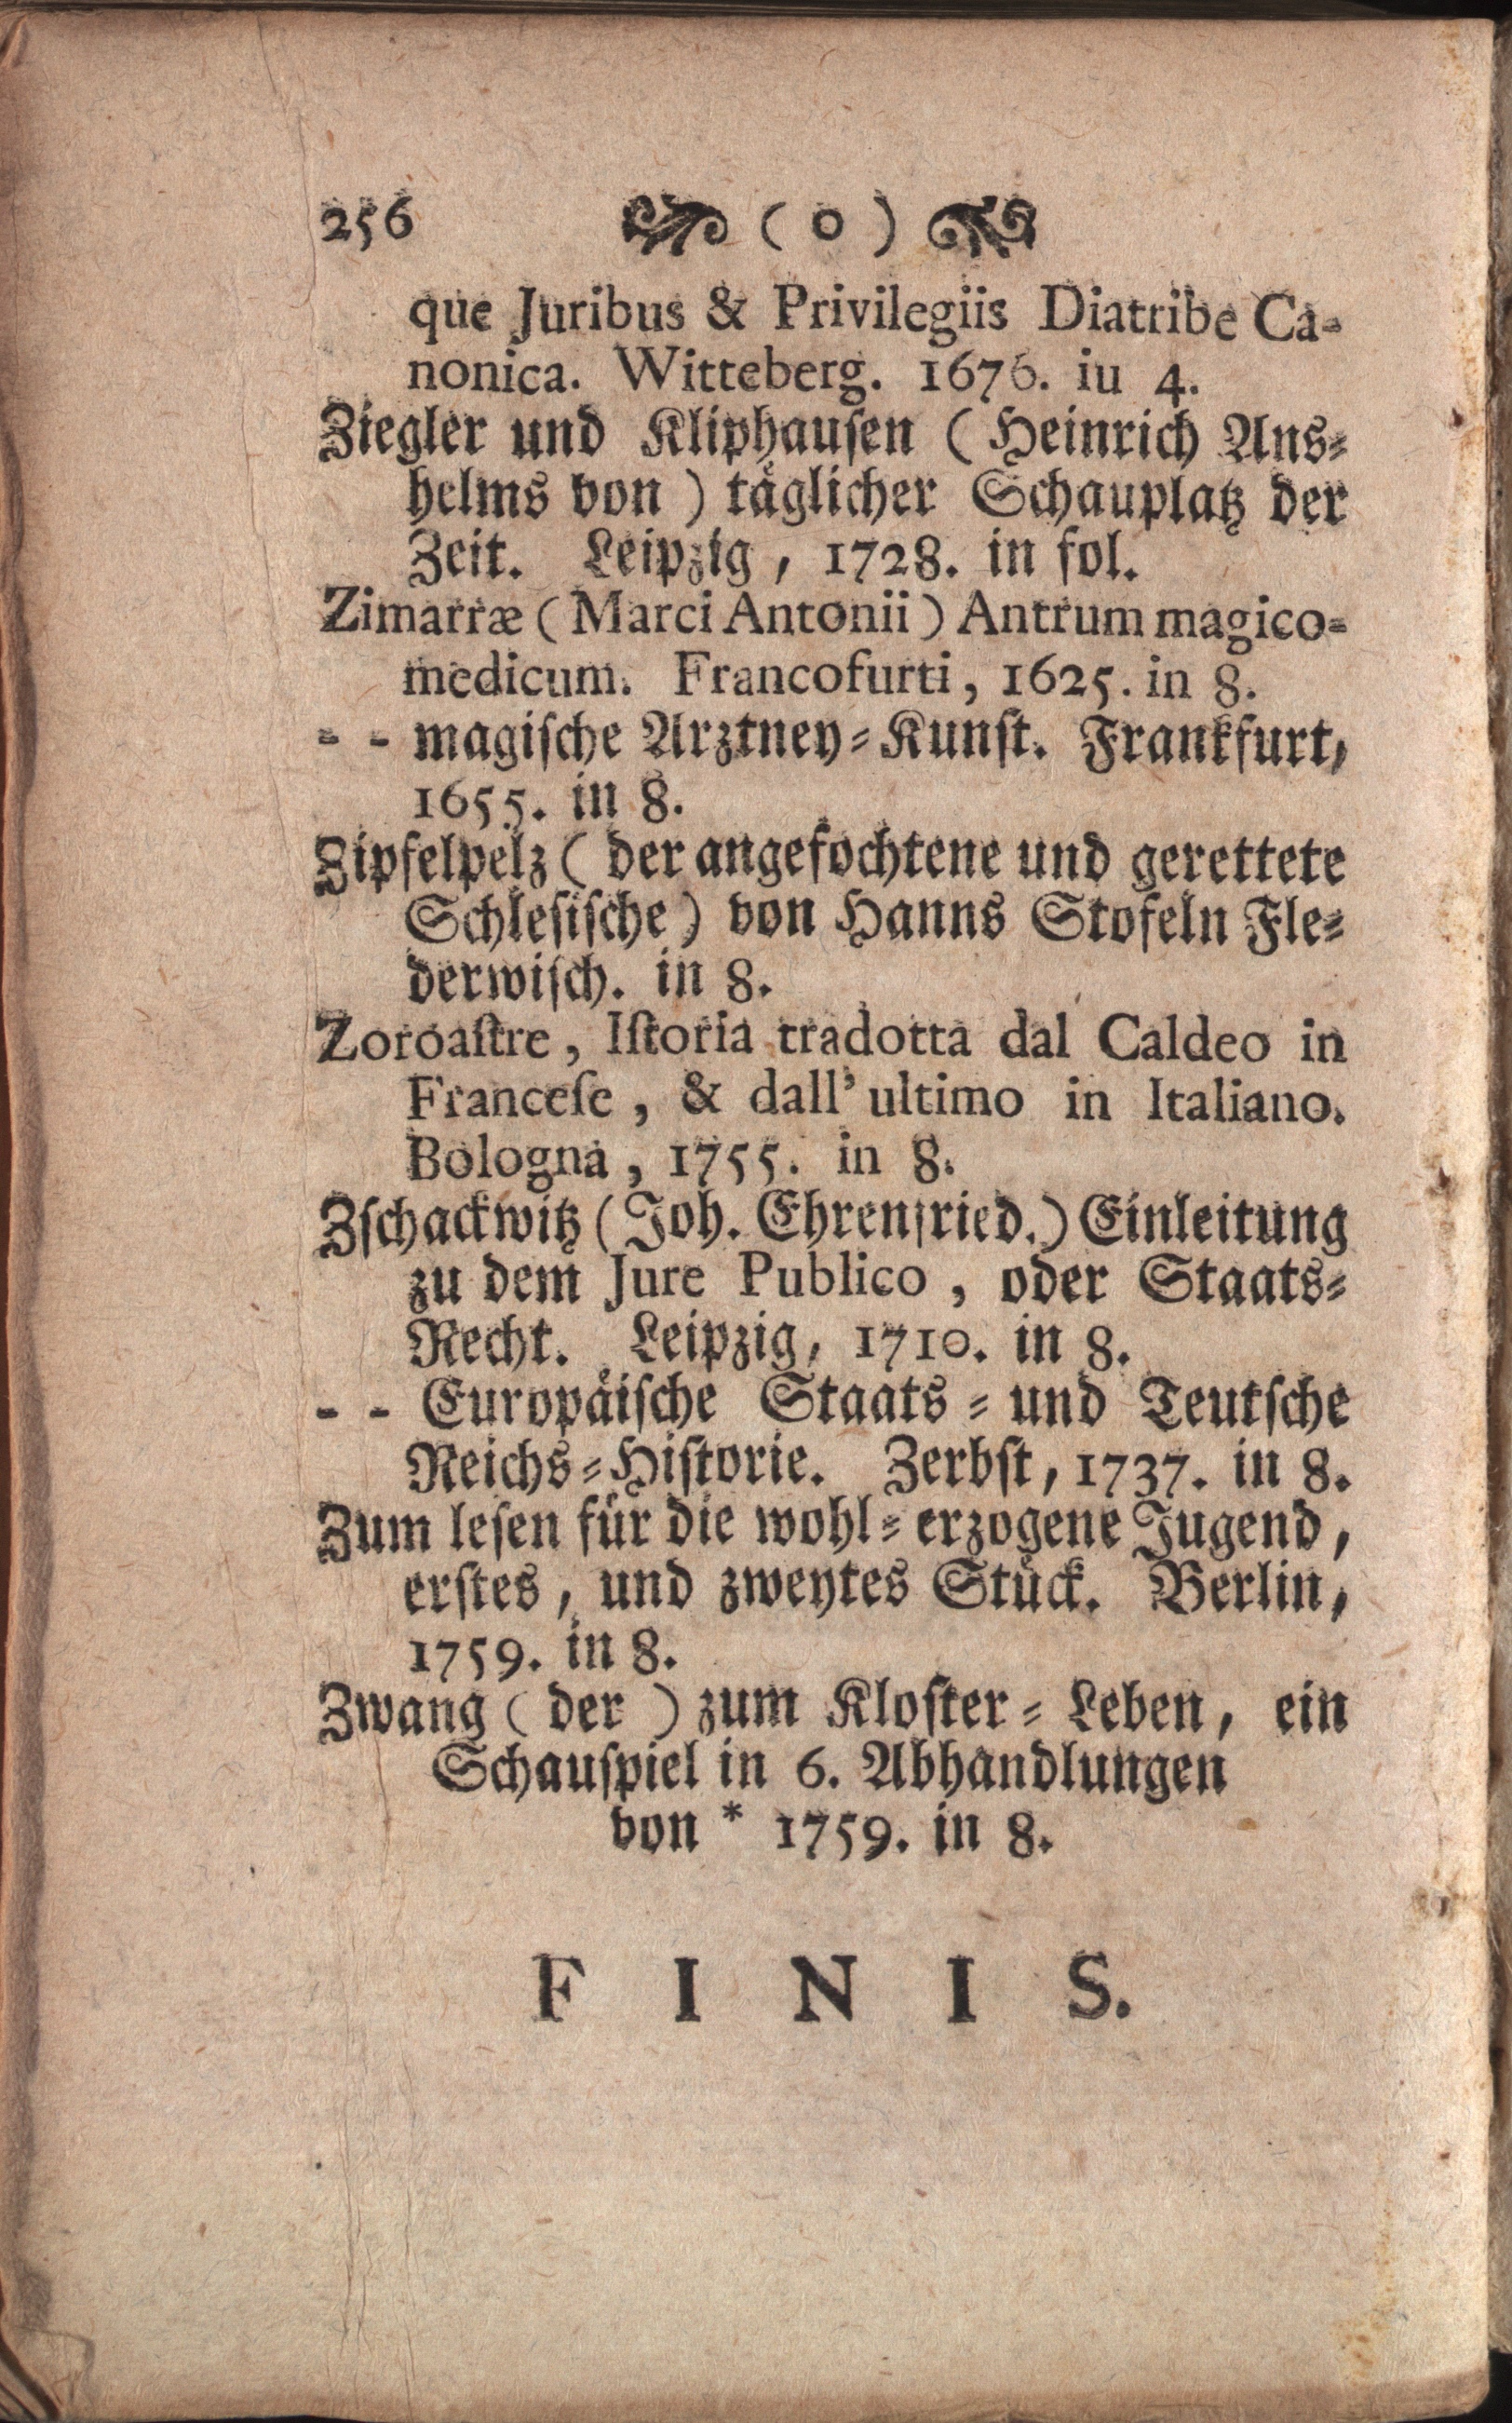 256 ( 0 )
que Juribus & Privilegiis Diatribe Ca-
nonica. Witteberg. 1676. iu 4.
Ziegler und Kliphausen (Heinrich Ans-
helms von) täglicher Schauplatz der
Zeit. Leipzig, 1728. in fol.
Zimarræ (Marci Antonii) Antrum magico-
medicum. Francofurti, 1625. in 8.
- - magische Arztney-Kunst. Frankfurt,
1655. in 8.
Zipfelpelz (der angefochtene und gerettete
Schlesische) von Hanns Stofeln Fle-
derwisch. in 8.
Zoroaſtre, Iſtoria tradotta dal Caldeo in
Franceſe, & dall' ultimo in Italiano.
Bologna, 1755. in 8.
Zschackwitz (Joh. Ehrenfried.) Einleitung
zu dem Jure Publico, oder Staats-
Recht. Leipzig, 1710. in 8.
- - Europäische Staats- und Teutsche
Reichs-Historie. Zerbst, 1737. in 8.
Zum lesen für die wohl-erzogene Jugend,
erstes, und zweytes Stück. Berlin,
1759. in 8.
Zwang (der) zum Kloster-Leben, ein
Schauspiel in 6. Abhandlungen
von * 1759. in 8.
FINIS.